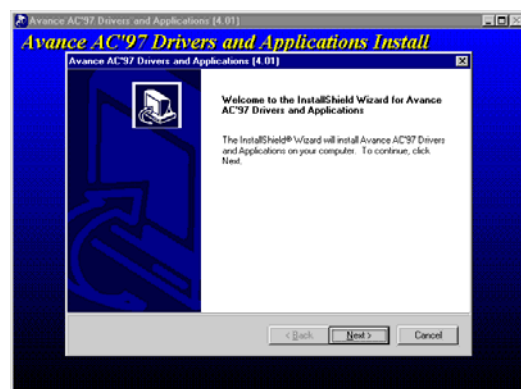 Avance AC'97 Drivers and Applications (4.01)
Avance AC'97 Drivers and Applications Install
Avance AC'97 Drivers and Applications (4.01)
Welcome to the InstallShield Wizard for Avance
AC'97 Drivers and Applications
The InstallShield® Wizard will install Avance AC'97 Drivers
and Applications on your computer. To continue, click
Next.
< Back
Next >
Cancel